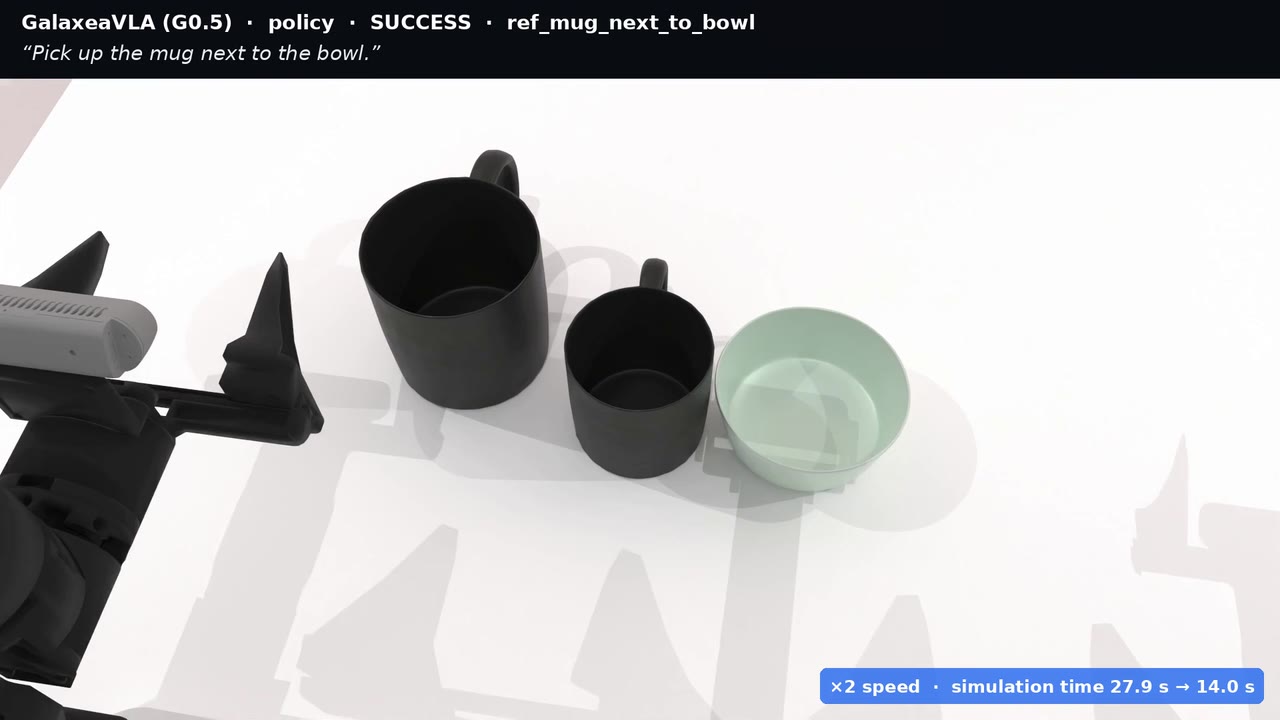 GalaxeaVLA (G0.5) · policy · SUCCESS · ref_mug_next_to_bowl
“Pick up the mug next to the bowl.”
×2 speed · simulation time 27.9 s → 14.0 s